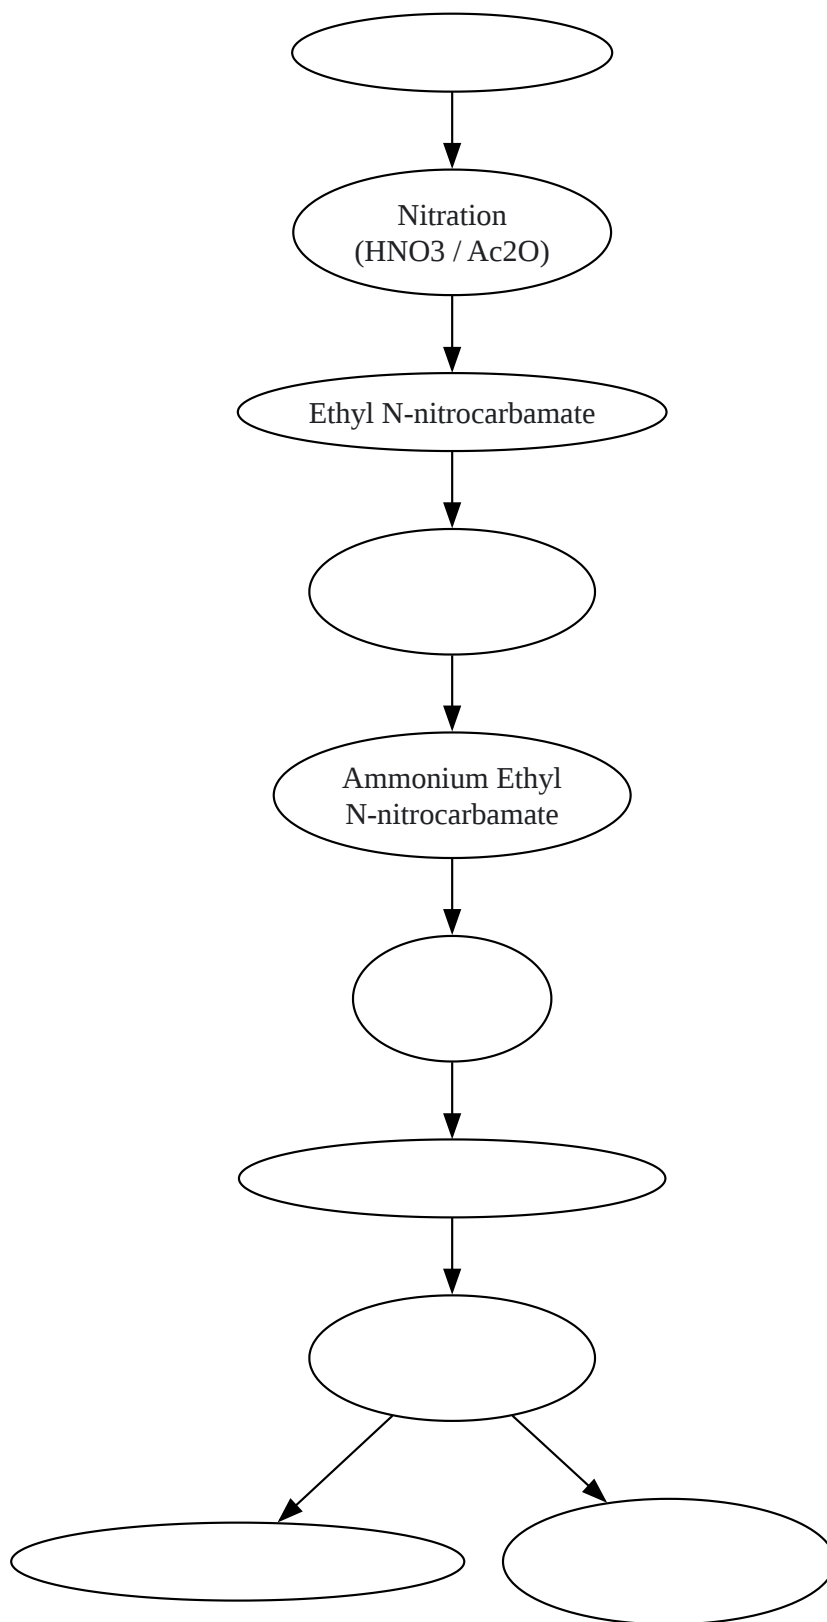 Nitration
(HNO3 / Ac2O)
Ethyl N-nitrocarbamate
Ammonium Ethyl
N-nitrocarbamate